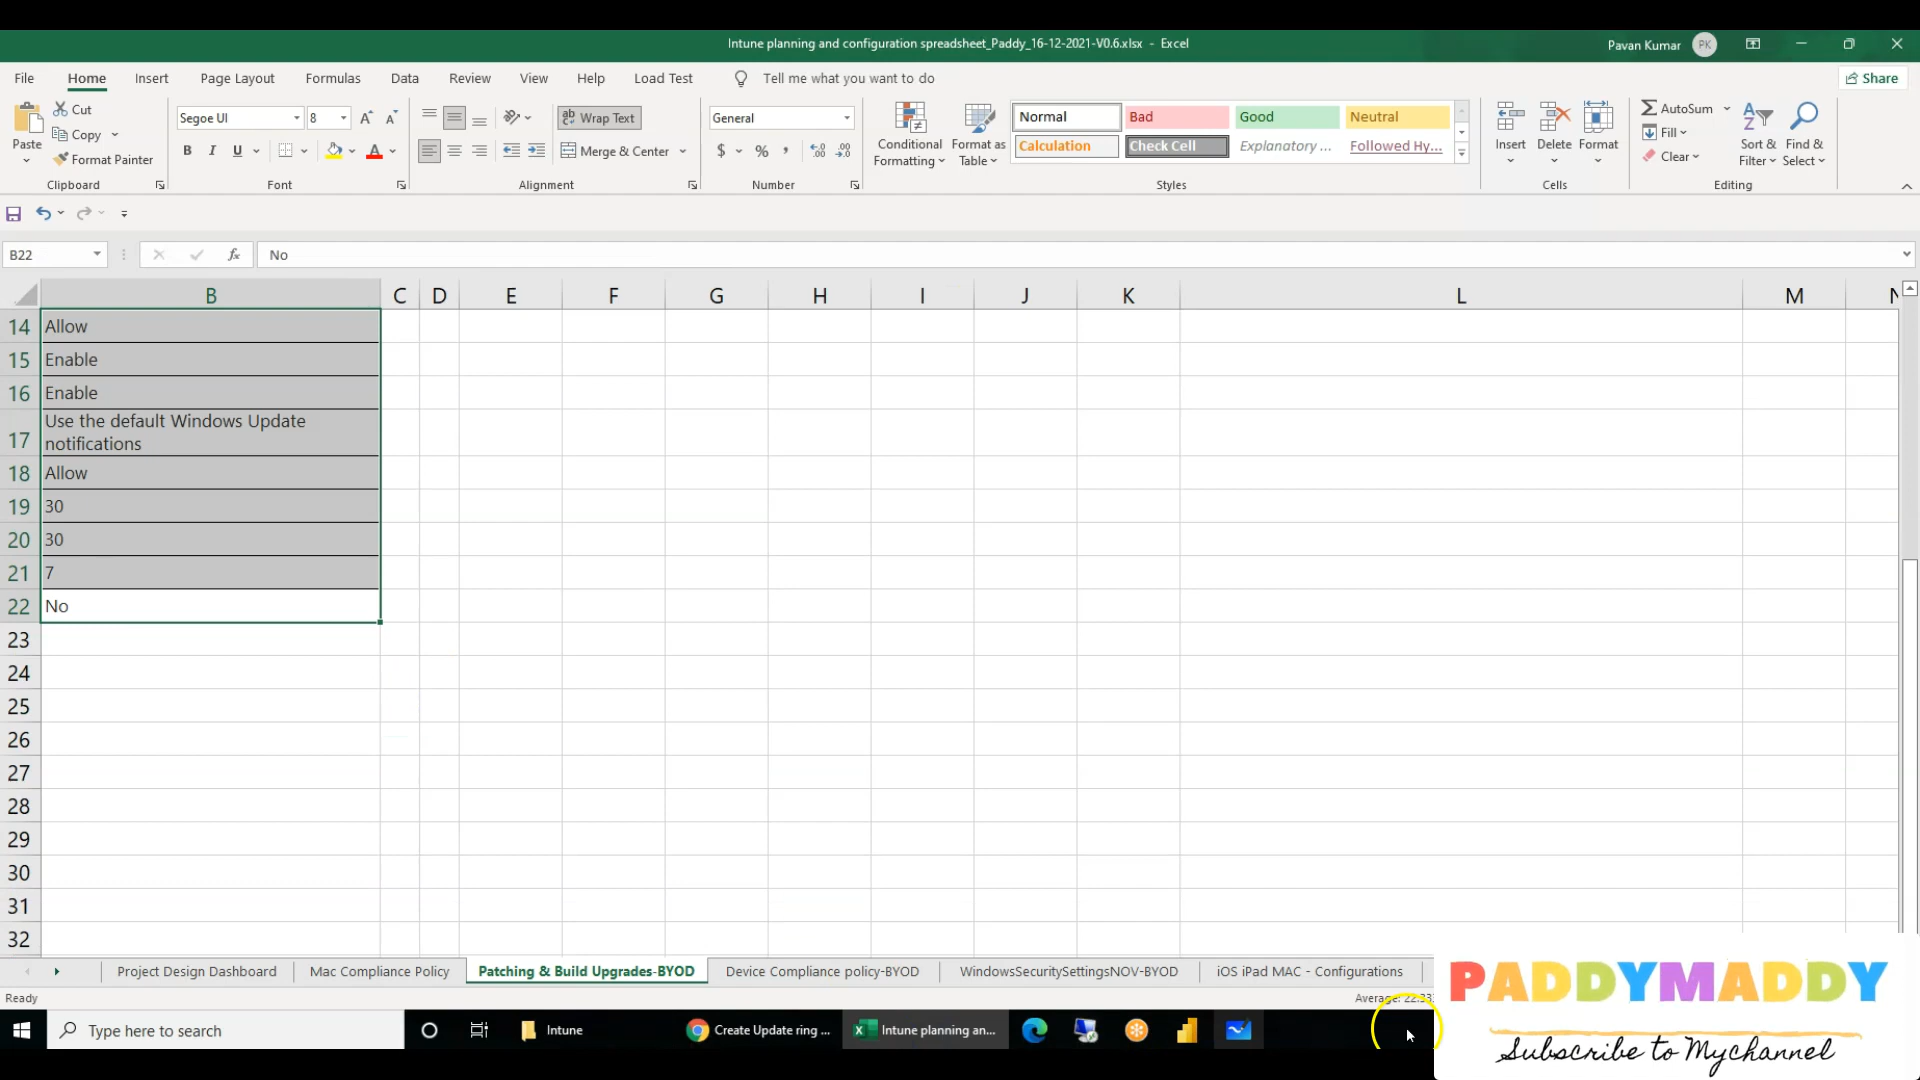 Intune planning and configuration spreadsheet_Paddy_16-12-2021-V0.6.xlsx - Excel
Pavan Kumar PK
File Home Insert Page Layout Formulas Data Review View Help Load Test Tell me what you want to do Share
Paste
Cut
Copy
Format Painter
Clipboard
Segoe UI 8
Font
Wrap Text
Merge & Center
Alignment
General
Number
Conditional Formatting
Format as Table
Normal Bad Good Neutral
Calculation Check Cell Explanatory ... Followed Hy...
Styles
Insert Delete Format
Cells
AutoSum
Fill
Clear
Sort & Filter
Find & Select
Editing
B22 fx No
B C D E F G H I J K L M
14 Allow
15 Enable
16 Enable
17 Use the default Windows Update
notifications
18 Allow
19 30
20 30
21 7
22 No
23
24
25
26
27
28
29
30
31
32
Project Design Dashboard Mac Compliance Policy Patching & Build Upgrades-BYOD Device Compliance policy-BYOD WindowsSecuritySettingsNOV-BYOD iOS iPad MAC - Configurations
Ready
Type here to search Intune Create Update ring ... Intune planning an...
PADDYMADDY
Subscribe to Mychannel